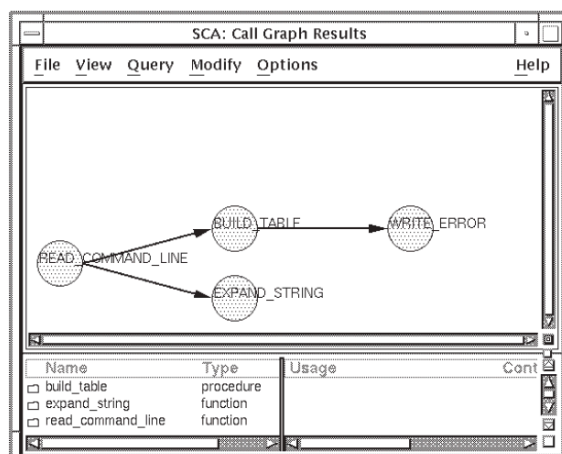 SCA: Call Graph Results
File View Query Modify Options Help
BUILD_TABLE WRITE_ERROR
READ_COMMAND_LINE
EXPAND_STRING
Name Type Usage Cont
build_table procedure
expand_string function
read_command_line function